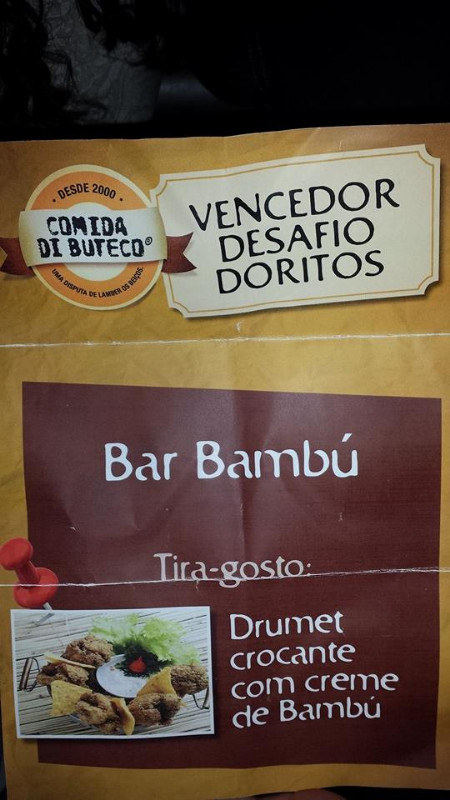 • DESDE 2000 •
COMIDA
DI BUTECO®
UMA DISPUTA DE LAMBER OS BEIÇOS
VENCEDOR
DESAFIO
DORITOS
Bar Bambú
Tira-gosto:
Drumet
crocante
com creme
de Bambú